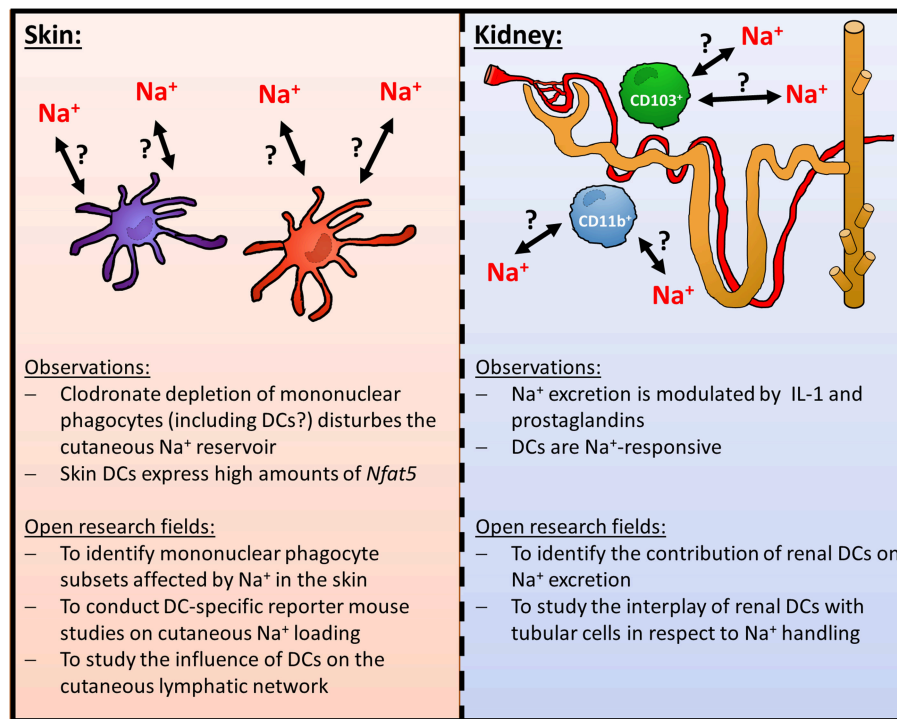 Skin:
Na⁺
Na⁺
Na⁺
Na⁺
?
?
?
?
Observations:
– Clodronate depletion of mononuclear
phagocytes (including DCs?) disturbes the
cutaneous Na⁺ reservoir
– Skin DCs express high amounts of Nfat5
Open research fields:
– To identify mononuclear phagocyte
subsets affected by Na⁺ in the skin
– To conduct DC-specific reporter mouse
studies on cutaneous Na⁺ loading
– To study the influence of DCs on the
cutaneous lymphatic network
Kidney:
?
Na⁺
?
Na⁺
CD103⁺
CD11b⁺
?
Na⁺
?
Na⁺
Observations:
– Na⁺ excretion is modulated by IL-1 and
prostaglandins
– DCs are Na⁺-responsive
Open research fields:
– To identify the contribution of renal DCs on
Na⁺ excretion
– To study the interplay of renal DCs with
tubular cells in respect to Na⁺ handling